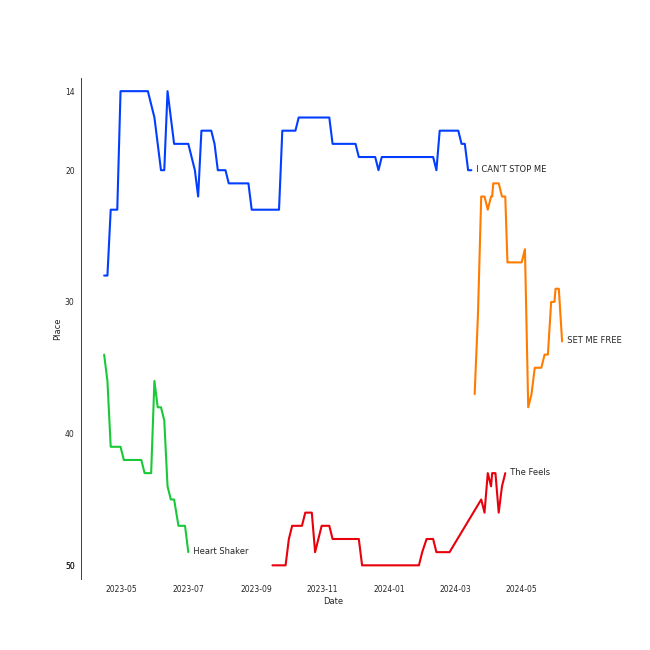 14
20
I CAN'T STOP ME
30
Place
SET ME FREE
40
The Feels
Heart Shaker
50
2023-05 2023-07 2023-09 2023-11 2024-01 2024-03 2024-05
Date